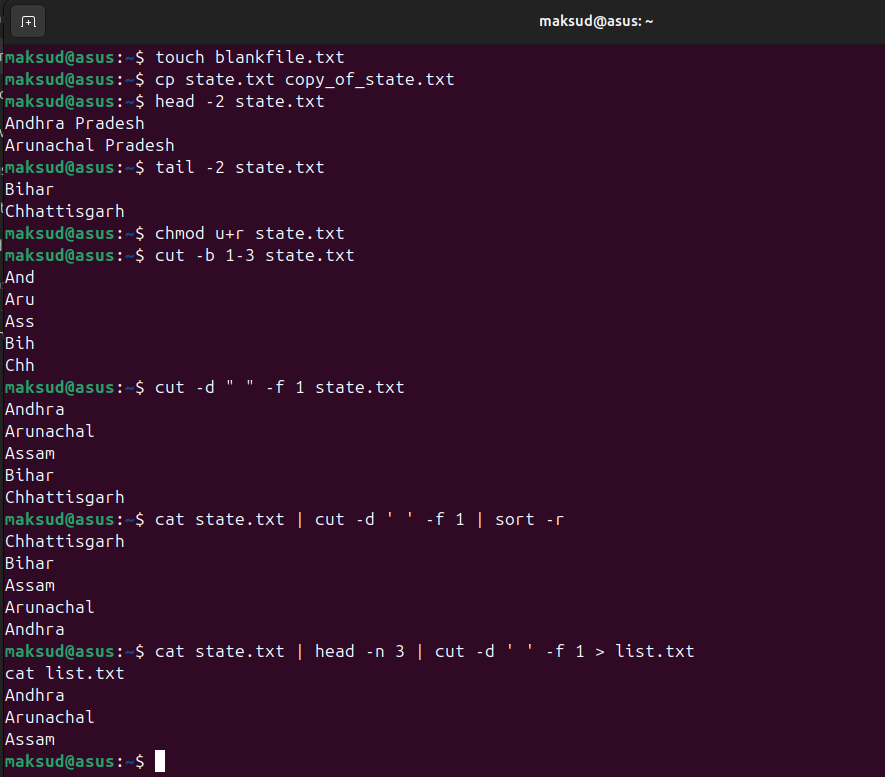 maksud@asus: ~
maksud@asus:~$ touch blankfile.txt
maksud@asus:~$ cp state.txt copy_of_state.txt
maksud@asus:~$ head -2 state.txt
Andhra Pradesh
Arunachal Pradesh
maksud@asus:~$ tail -2 state.txt
Bihar
Chhattisgarh
maksud@asus:~$ chmod u+r state.txt
maksud@asus:~$ cut -b 1-3 state.txt
And
Aru
Ass
Bih
Chh
maksud@asus:~$ cut -d " " -f 1 state.txt
Andhra
Arunachal
Assam
Bihar
Chhattisgarh
maksud@asus:~$ cat state.txt | cut -d ' ' -f 1 | sort -r
Chhattisgarh
Bihar
Assam
Arunachal
Andhra
maksud@asus:~$ cat state.txt | head -n 3 | cut -d ' ' -f 1 > list.txt
cat list.txt
Andhra
Arunachal
Assam
maksud@asus:~$